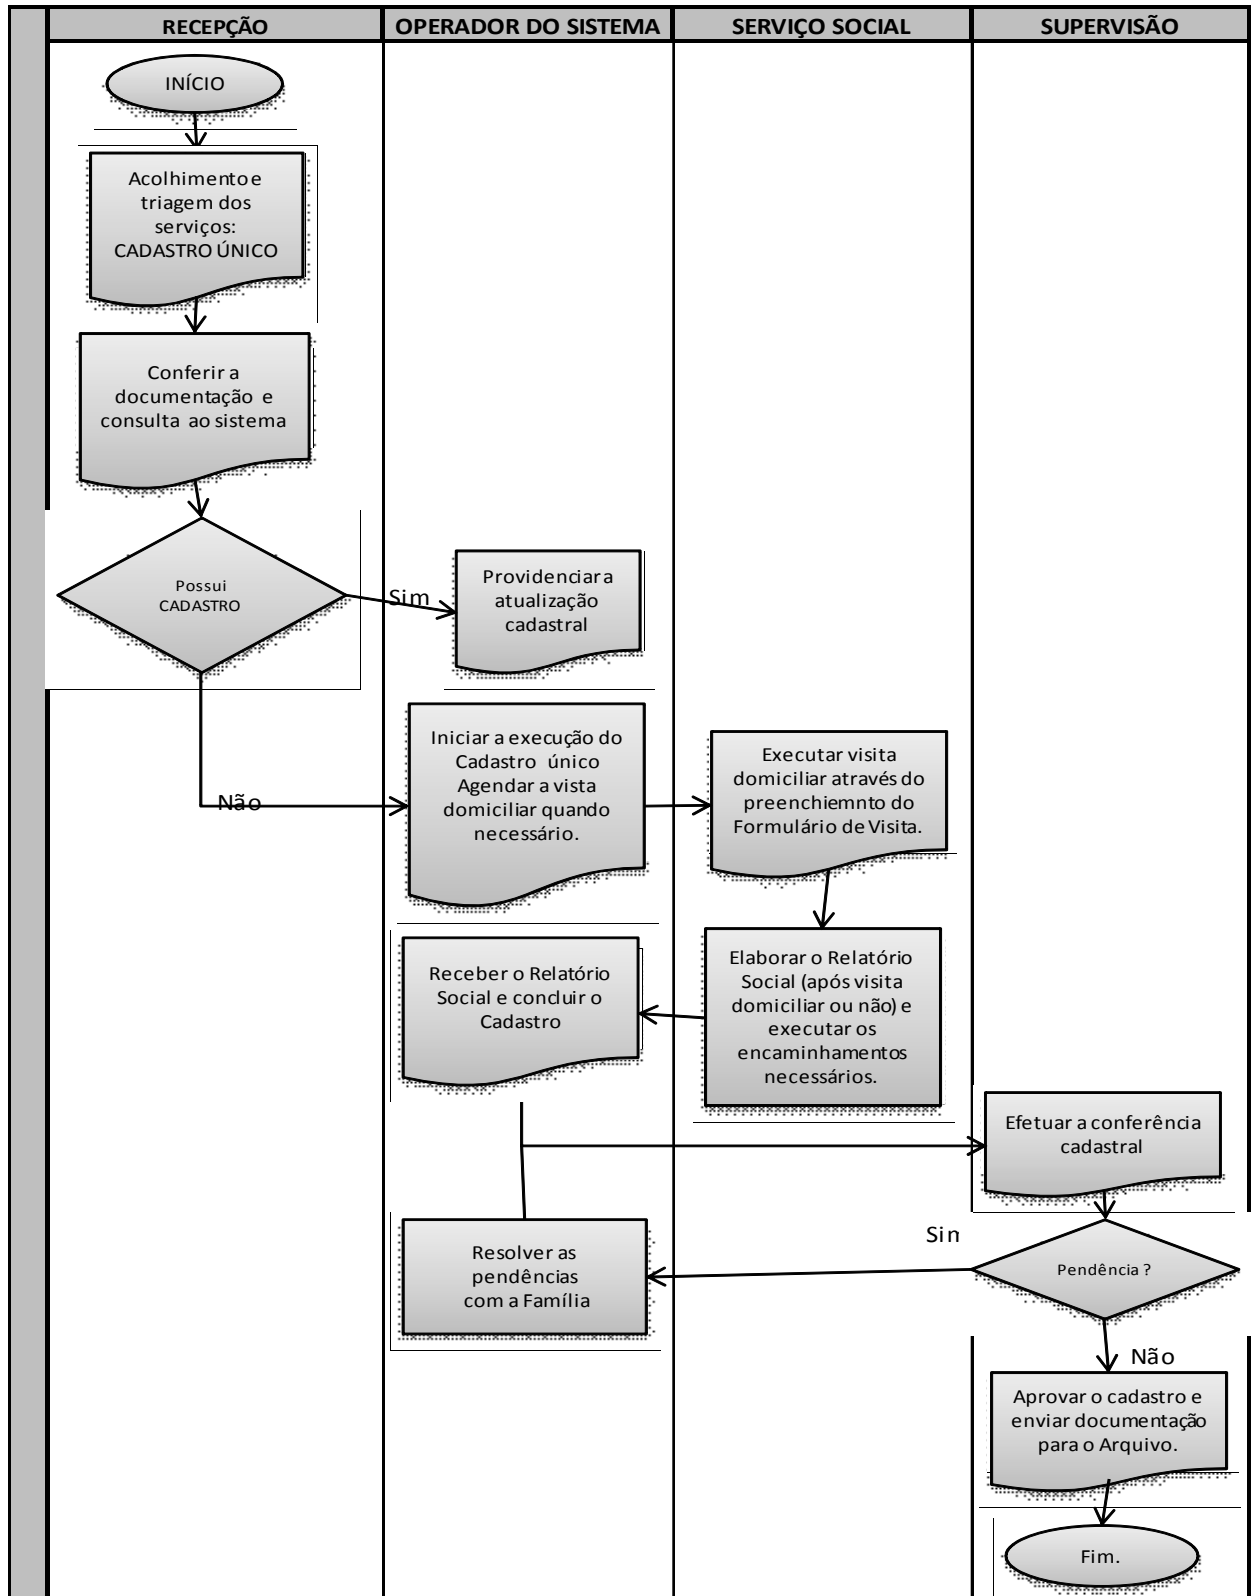 RECEPÇÃO
OPERADOR DO SISTEMA
SERVIÇO SOCIAL
SUPERVISÃO
INÍCIO
Acolhimento e
triagem dos
serviços:
CADASTRO ÚNICO
Conferir a
documentação e
consulta ao sistema
Possui
CADASTRO
Sim
Providenciar a
atualização
cadastral
Não
Iniciar a execução do
Cadastro único
Agendar a vista
domiciliar quando
necessário.
Executar visita
domiciliar através do
preenchiemnto do
Formulário de Visita.
Elaborar o Relatório
Social (após visita
domiciliar ou não) e
executar os
encaminhamentos
necessários.
Receber o Relatório
Social e concluir o
Cadastro
Efetuar a conferência
cadastral
Pendência ?
Sim
Resolver as
pendências
com a Família
Não
Aprovar o cadastro e
enviar documentação
para o Arquivo.
Fim.